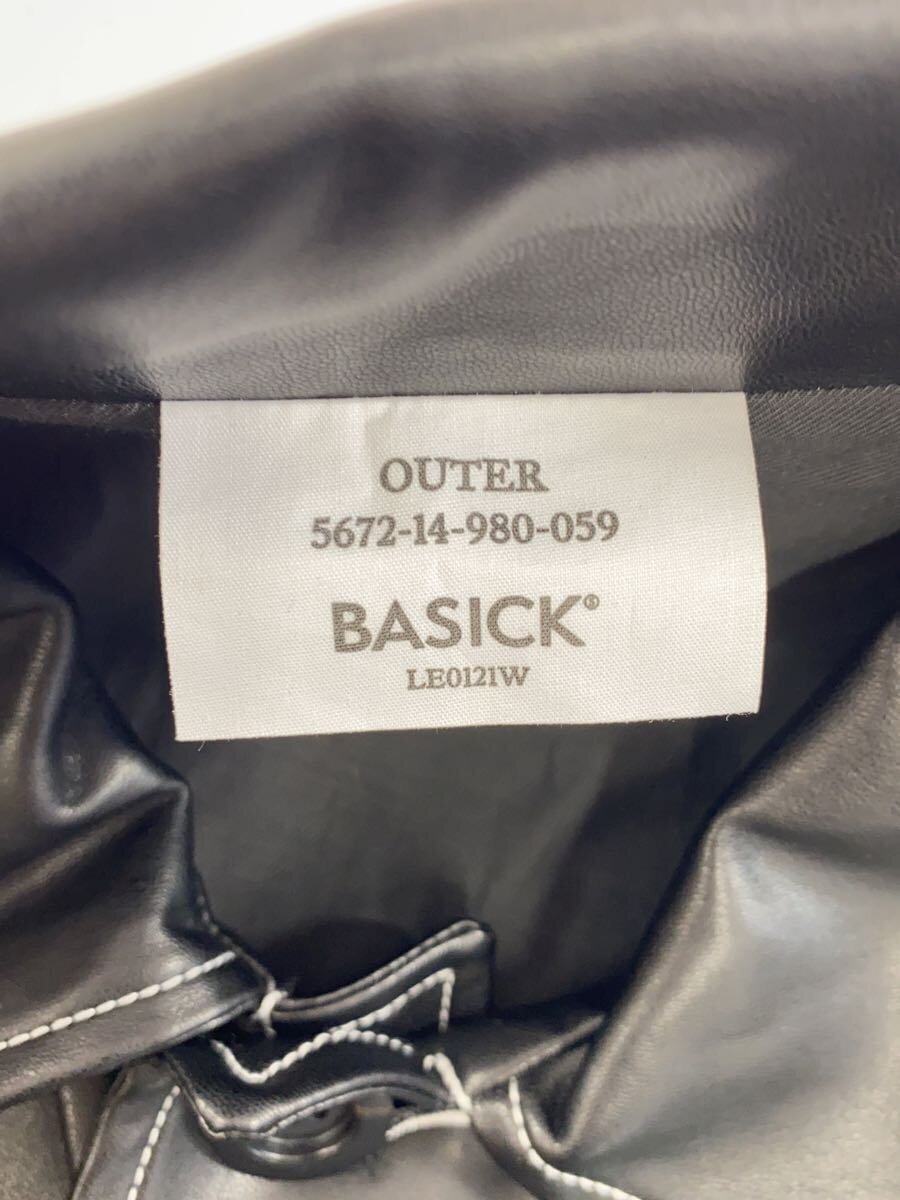 OUTER
5672-14-980-059
BASICK®
LE0121W